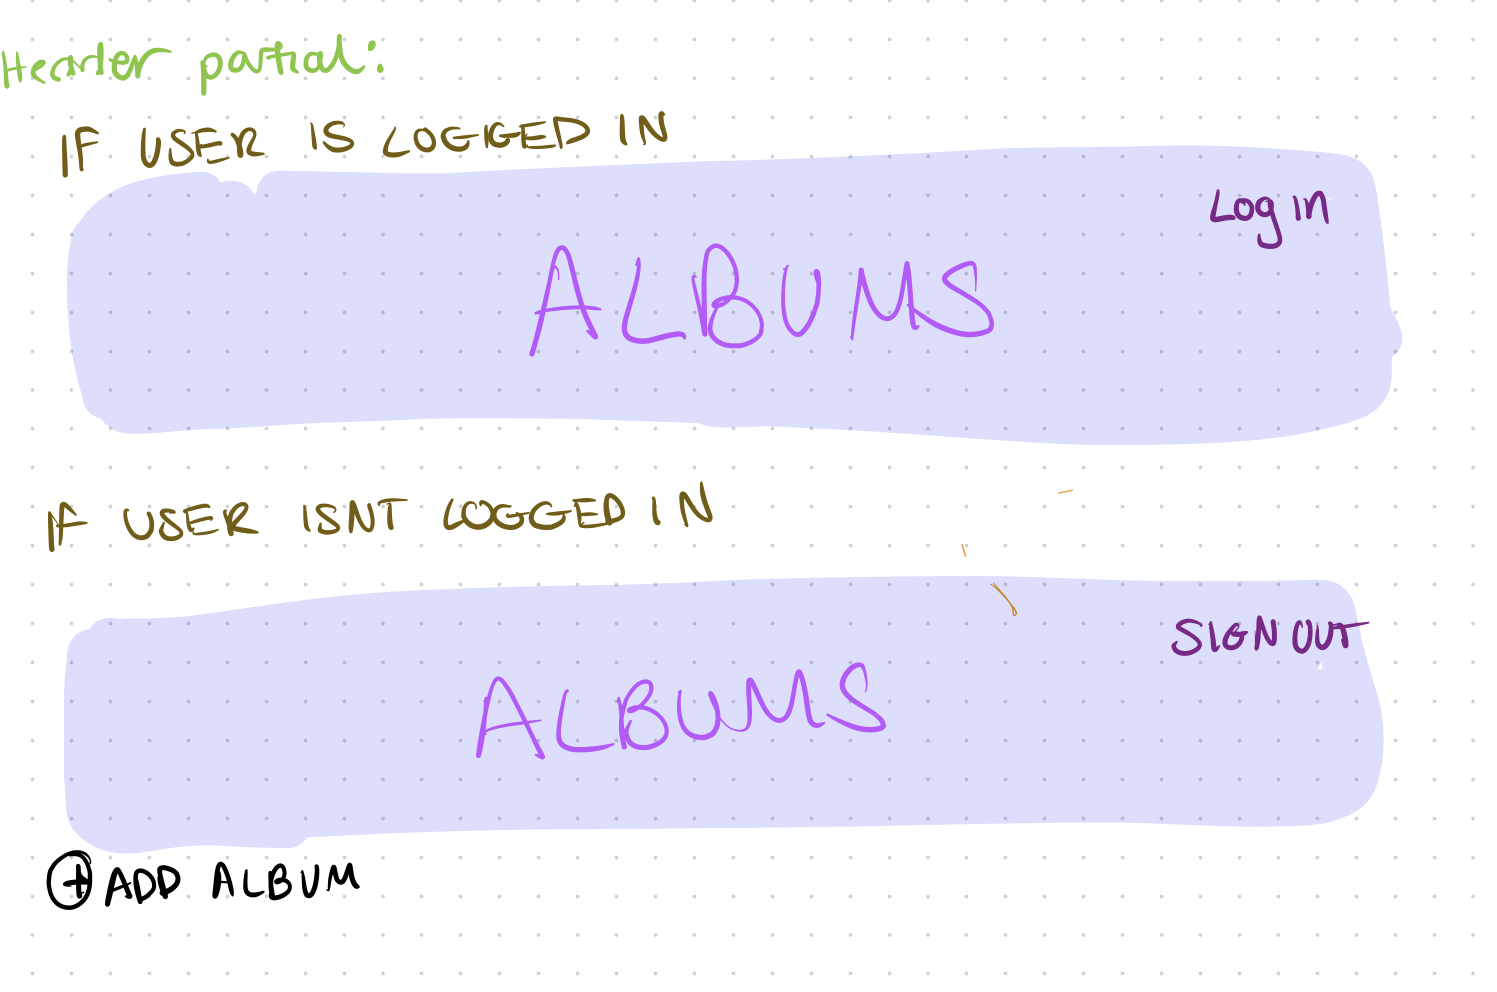 Header partial:
IF USER IS LOGGED IN
Log in
ALBUMS
IF USER ISNT LOGGED IN
SIGN OUT
ALBUMS
+ ADD ALBUM